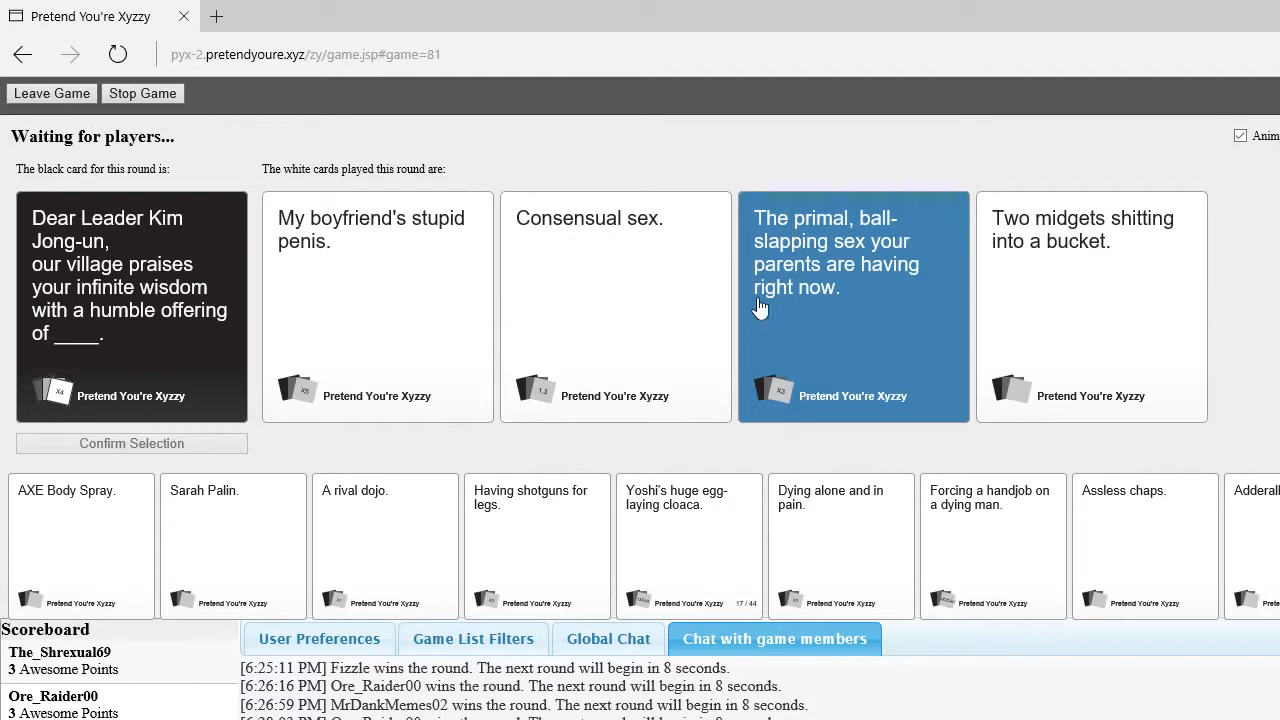 Pretend You're Xyzzy
pyx-2.pretendyoure.xyz/zy/game.jsp#game=81
Leave Game
Stop Game
Waiting for players...
Anim
The black card for this round is:
The white cards played this round are:
Dear Leader Kim
Jong-un,
our village praises
your infinite wisdom
with a humble offering
of ____.
X4
Pretend You're Xyzzy
My boyfriend's stupid
penis.
X5
Pretend You're Xyzzy
Consensual sex.
1.3
Pretend You're Xyzzy
The primal, ball-
slapping sex your
parents are having
right now.
X3
Pretend You're Xyzzy
Two midgets shitting
into a bucket.
Pretend You're Xyzzy
Confirm Selection
AXE Body Spray.
Pretend You're Xyzzy
Sarah Palin.
Pretend You're Xyzzy
A rival dojo.
Pretend You're Xyzzy
Having shotguns for
legs.
Pretend You're Xyzzy
Yoshi's huge egg-
laying cloaca.
Pretend You're Xyzzy
17 / 44
Dying alone and in
pain.
Pretend You're Xyzzy
Forcing a handjob on
a dying man.
Pretend You're Xyzzy
Assless chaps.
Pretend You're Xyzzy
Adderall
Pre
Scoreboard
The_Shrexual69
3 Awesome Points
Ore_Raider00
3 Awesome Points
User Preferences
Game List Filters
Global Chat
Chat with game members
[6:25:11 PM] Fizzle wins the round. The next round will begin in 8 seconds.
[6:26:16 PM] Ore_Raider00 wins the round. The next round will begin in 8 seconds.
[6:26:59 PM] MrDankMemes02 wins the round. The next round will begin in 8 seconds.